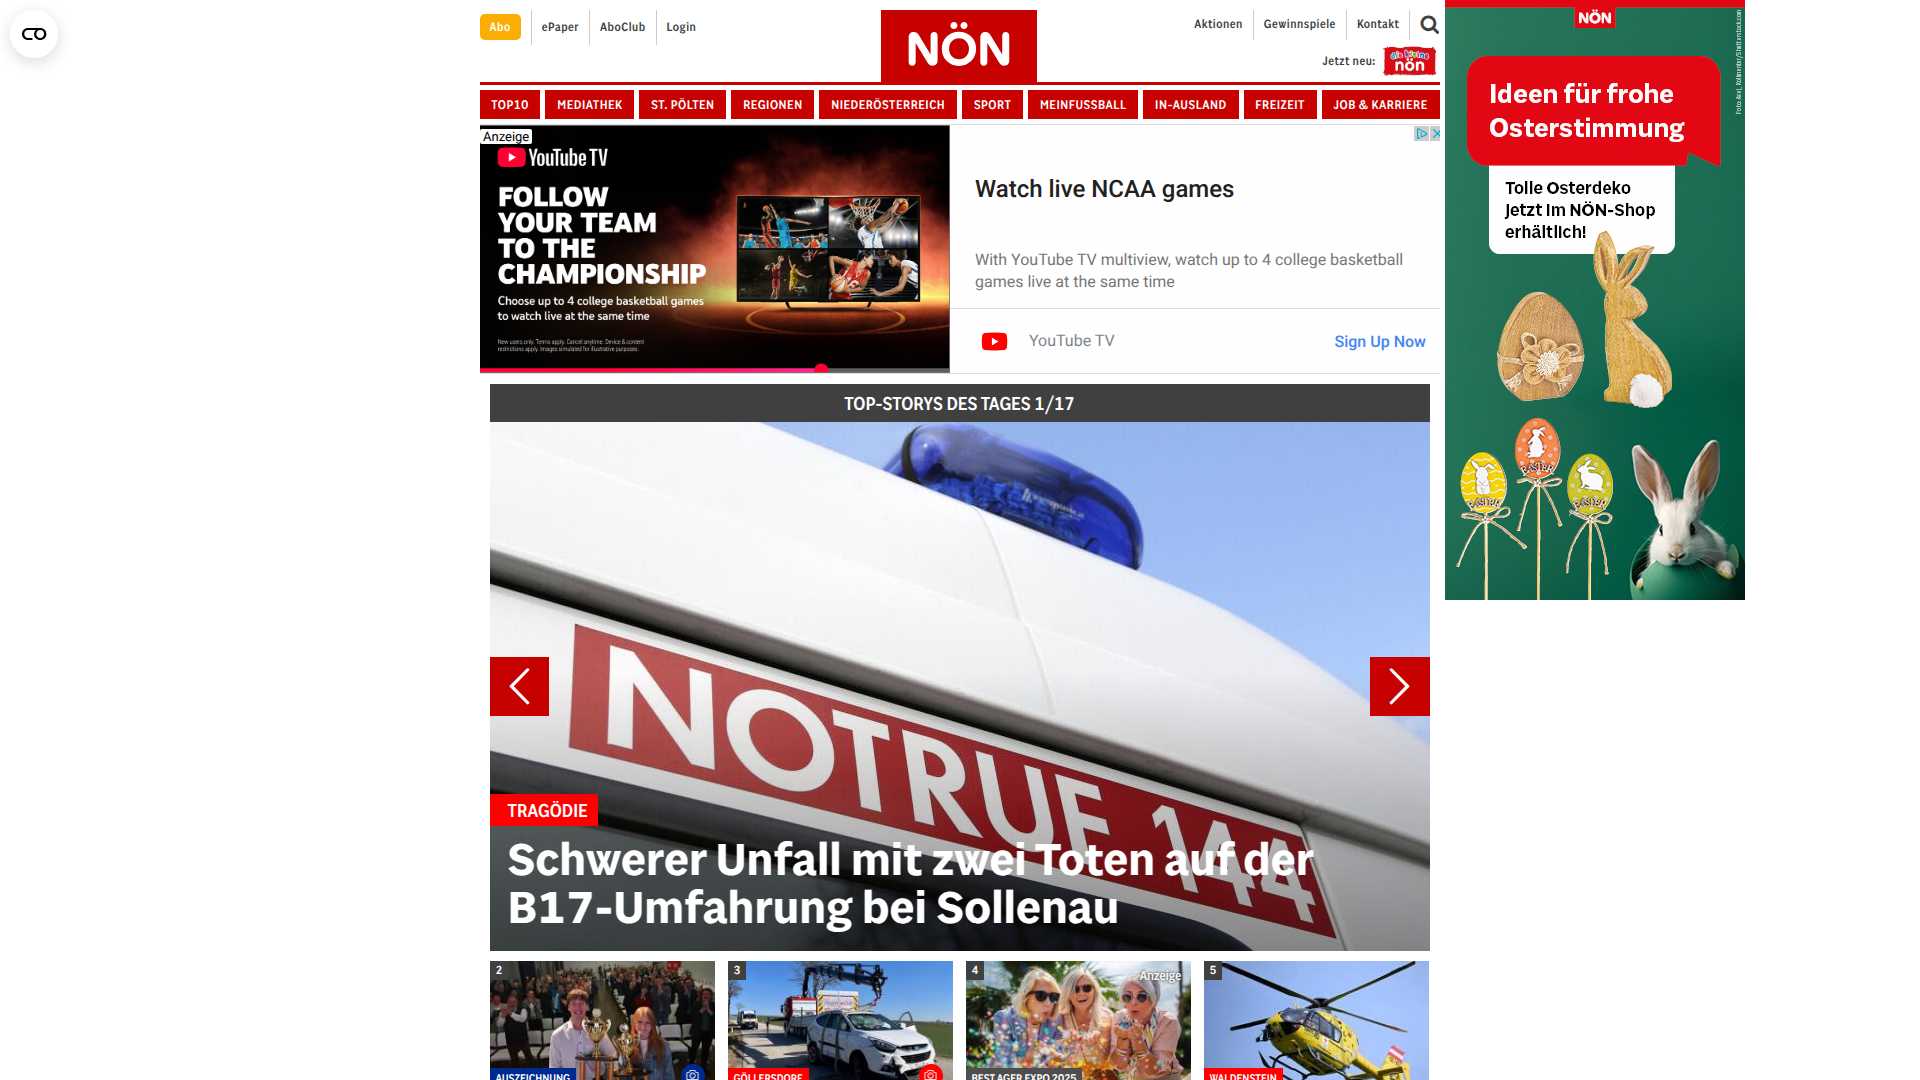 Abo
ePaper
AboClub
Login
NÖN
Aktionen
Gewinnspiele
Kontakt
Jetzt neu:
die kleine
nön
TOP10
MEDIATHEK
ST. PÖLTEN
REGIONEN
NIEDERÖSTERREICH
SPORT
MEINFUSSBALL
IN-AUSLAND
FREIZEIT
JOB & KARRIERE
Anzeige
YouTube TV
FOLLOW
YOUR TEAM
TO THE
CHAMPIONSHIP
Choose up to 4 college basketball games
to watch live at the same time
New users only. Terms apply. Cancel anytime. Device & content
restrictions apply. Images simulated for illustrative purposes.
Watch live NCAA games
With YouTube TV multiview, watch up to 4 college basketball
games live at the same time
YouTube TV
Sign Up Now
NÖN
Ideen für frohe
Osterstimmung
Tolle Osterdeko
jetzt im NÖN-Shop
erhältlich!
EASTER
EASTER
EASTER
TOP-STORYS DES TAGES 1/17
NOTRUF 144
TRAGÖDIE
Schwerer Unfall mit zwei Toten auf der
B17-Umfahrung bei Sollenau
2
AUSZEICHNUNG
3
GÖLLERSDORF
4
Anzeige
BEST AGER EXPO 2025
5
WALDENSTEIN